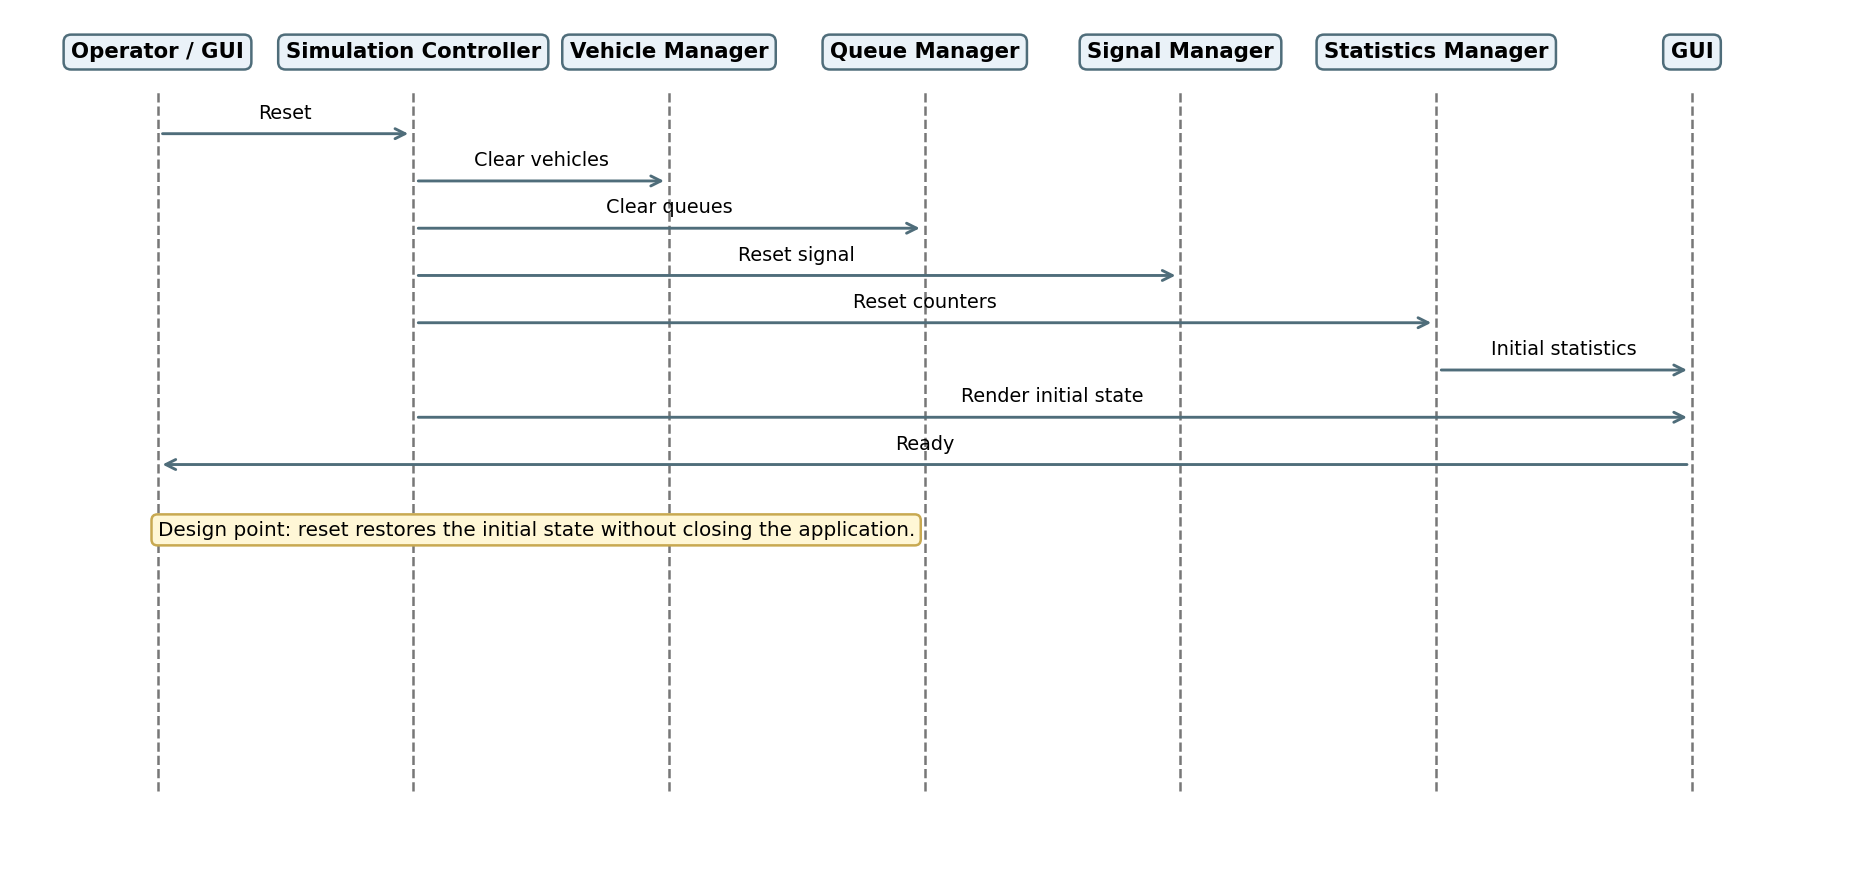 Operator / GUI
Simulation Controller
Vehicle Manager
Queue Manager
Signal Manager
Statistics Manager
GUI
Reset
Clear vehicles
Clear queues
Reset signal
Reset counters
Initial statistics
Render initial state
Ready
Design point: reset restores the initial state without closing the application.